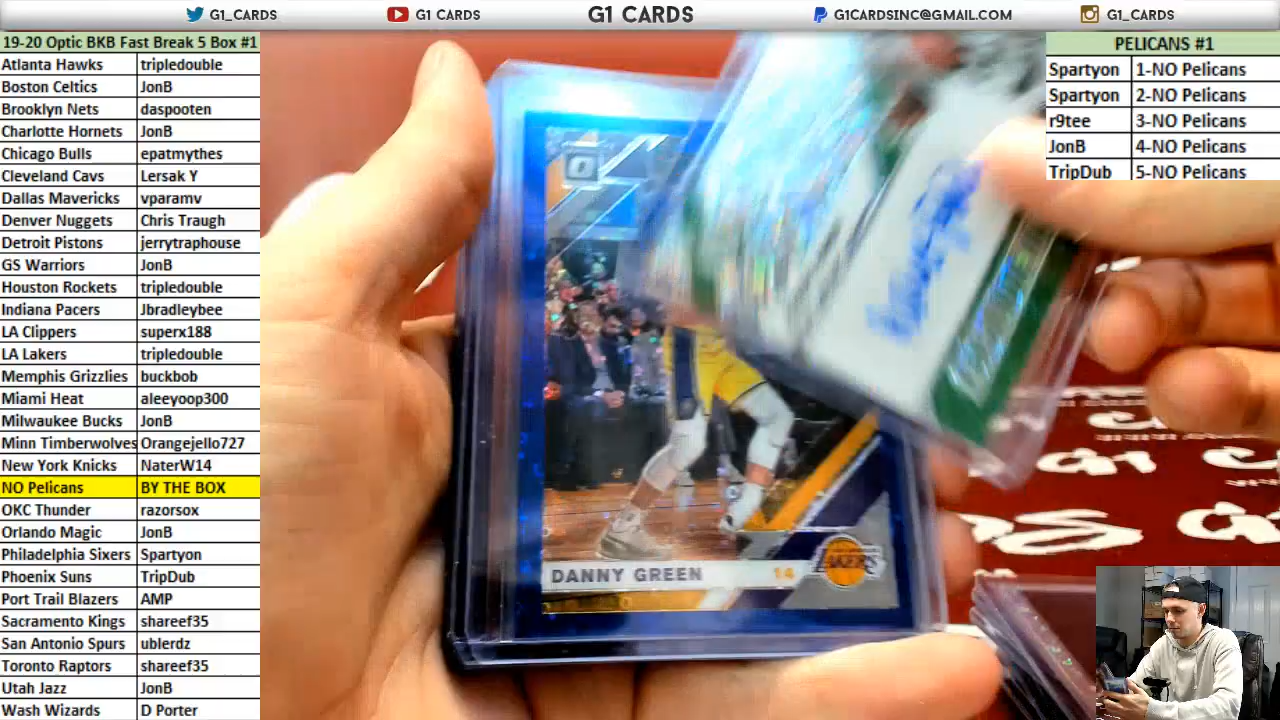 G1_CARDS G1 CARDS G1 CARDS G1CARDSINC@GMAIL.COM G1_CARDS
19-20 Optic BKB Fast Break 5 Box #1
Atlanta Hawks tripledouble
Boston Celtics JonB
Brooklyn Nets daspooten
Charlotte Hornets JonB
Chicago Bulls epatmythes
Cleveland Cavs Lersak Y
Dallas Mavericks vparamv
Denver Nuggets Chris Traugh
Detroit Pistons jerrytraphouse
GS Warriors JonB
Houston Rockets tripledouble
Indiana Pacers Jbradleybee
LA Clippers superx188
LA Lakers tripledouble
Memphis Grizzlies buckbob
Miami Heat aleeyoop300
Milwaukee Bucks JonB
Minn Timberwolves Orangejello727
New York Knicks NaterW14
NO Pelicans BY THE BOX
OKC Thunder razorsox
Orlando Magic JonB
Philadelphia Sixers Spartyon
Phoenix Suns TripDub
Port Trail Blazers AMP
Sacramento Kings shareef35
San Antonio Spurs ublerdz
Toronto Raptors shareef35
Utah Jazz JonB
Wash Wizards D Porter
PELICANS #1
Spartyon 1-NO Pelicans
Spartyon 2-NO Pelicans
r9tee 3-NO Pelicans
JonB 4-NO Pelicans
TripDub 5-NO Pelicans
DANNY GREEN 14 LAKERS